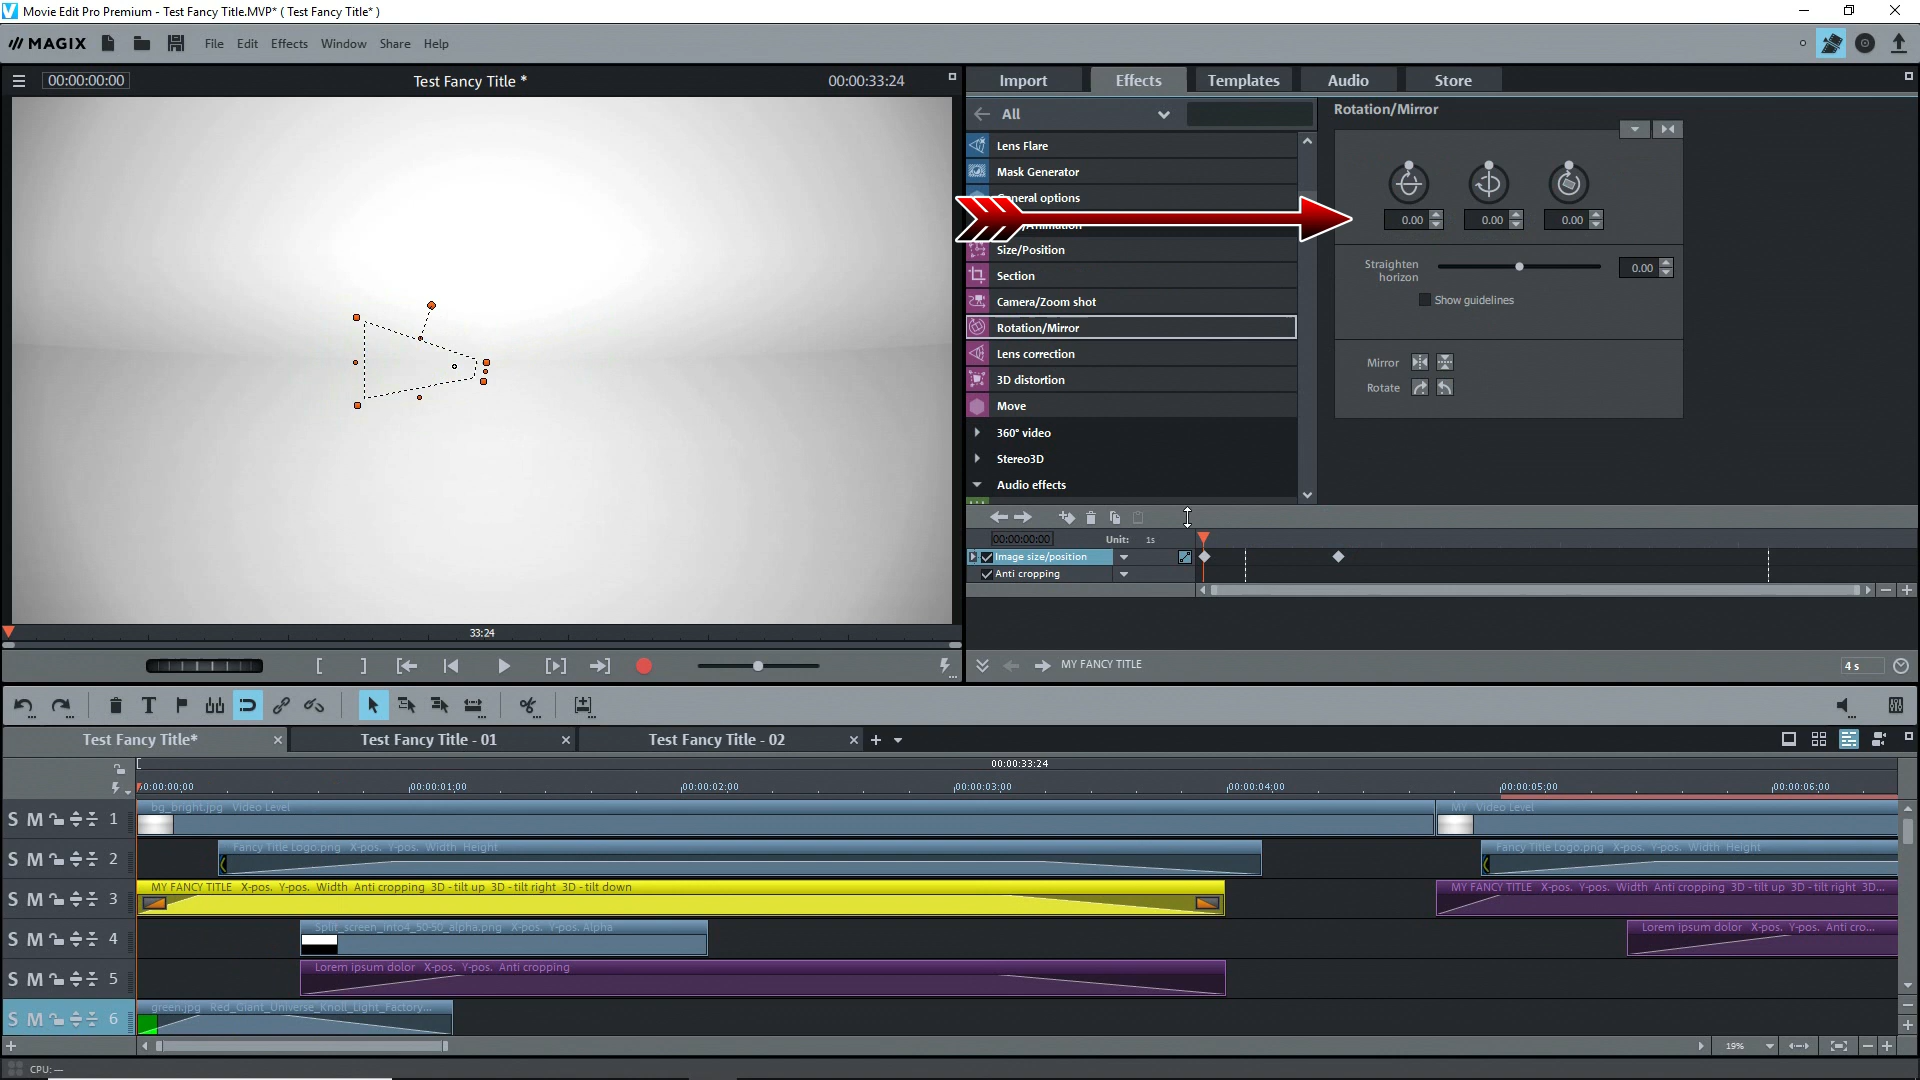 Movie Edit Pro Premium - Test Fancy Title.MVP* ( Test Fancy Title* )
MAGIX File Edit Effects Window Share Help
00:00:00:00 Test Fancy Title * 00:00:33:24
Import Effects Templates Audio Store
All
Rotation/Mirror
Lens Flare
Mask Generator
General options
Size/Position
Section
Camera/Zoom shot
Rotation/Mirror
Lens correction
3D distortion
Move
360° video
Stereo3D
Audio effects
0.00 0.00 0.00
Straighten
horizon
0.00
Show guidelines
Mirror
Rotate
00:00:00:00 Unit: 1s
Image size/position
Anti cropping
33:24
MY FANCY TITLE 4 s
Test Fancy Title* Test Fancy Title - 01 Test Fancy Title - 02
00:00:33:24
00:00:00;00 00:00:01;00 00:00:02;00 00:00:03;00 00:00:04;00 00:00:05;00 00:00:06;00
S M 1 bg_bright.jpg Video Level MY Video Level
S M 2 Fancy Title Logo.png X-pos. Y-pos. Width Height Fancy Title Logo.png X-pos. Y-pos. Width Height
S M 3 MY FANCY TITLE X-pos. Y-pos. Width Anti cropping 3D - tilt up 3D - tilt right 3D - tilt down MY FANCY TITLE X-pos. Y-pos. Width Anti cropping 3D - tilt up 3D - tilt right 3D...
S M 4 Split_screen_into4_50-50_alpha.png X-pos. Y-pos. Alpha Lorem ipsum dolor X-pos. Y-pos. Anti cro...
S M 5 Lorem ipsum dolor X-pos. Y-pos. Anti cropping
S M 6 green.jpg Red_Giant_Universe_Knoll_Light_Factory...
19%
CPU: ---